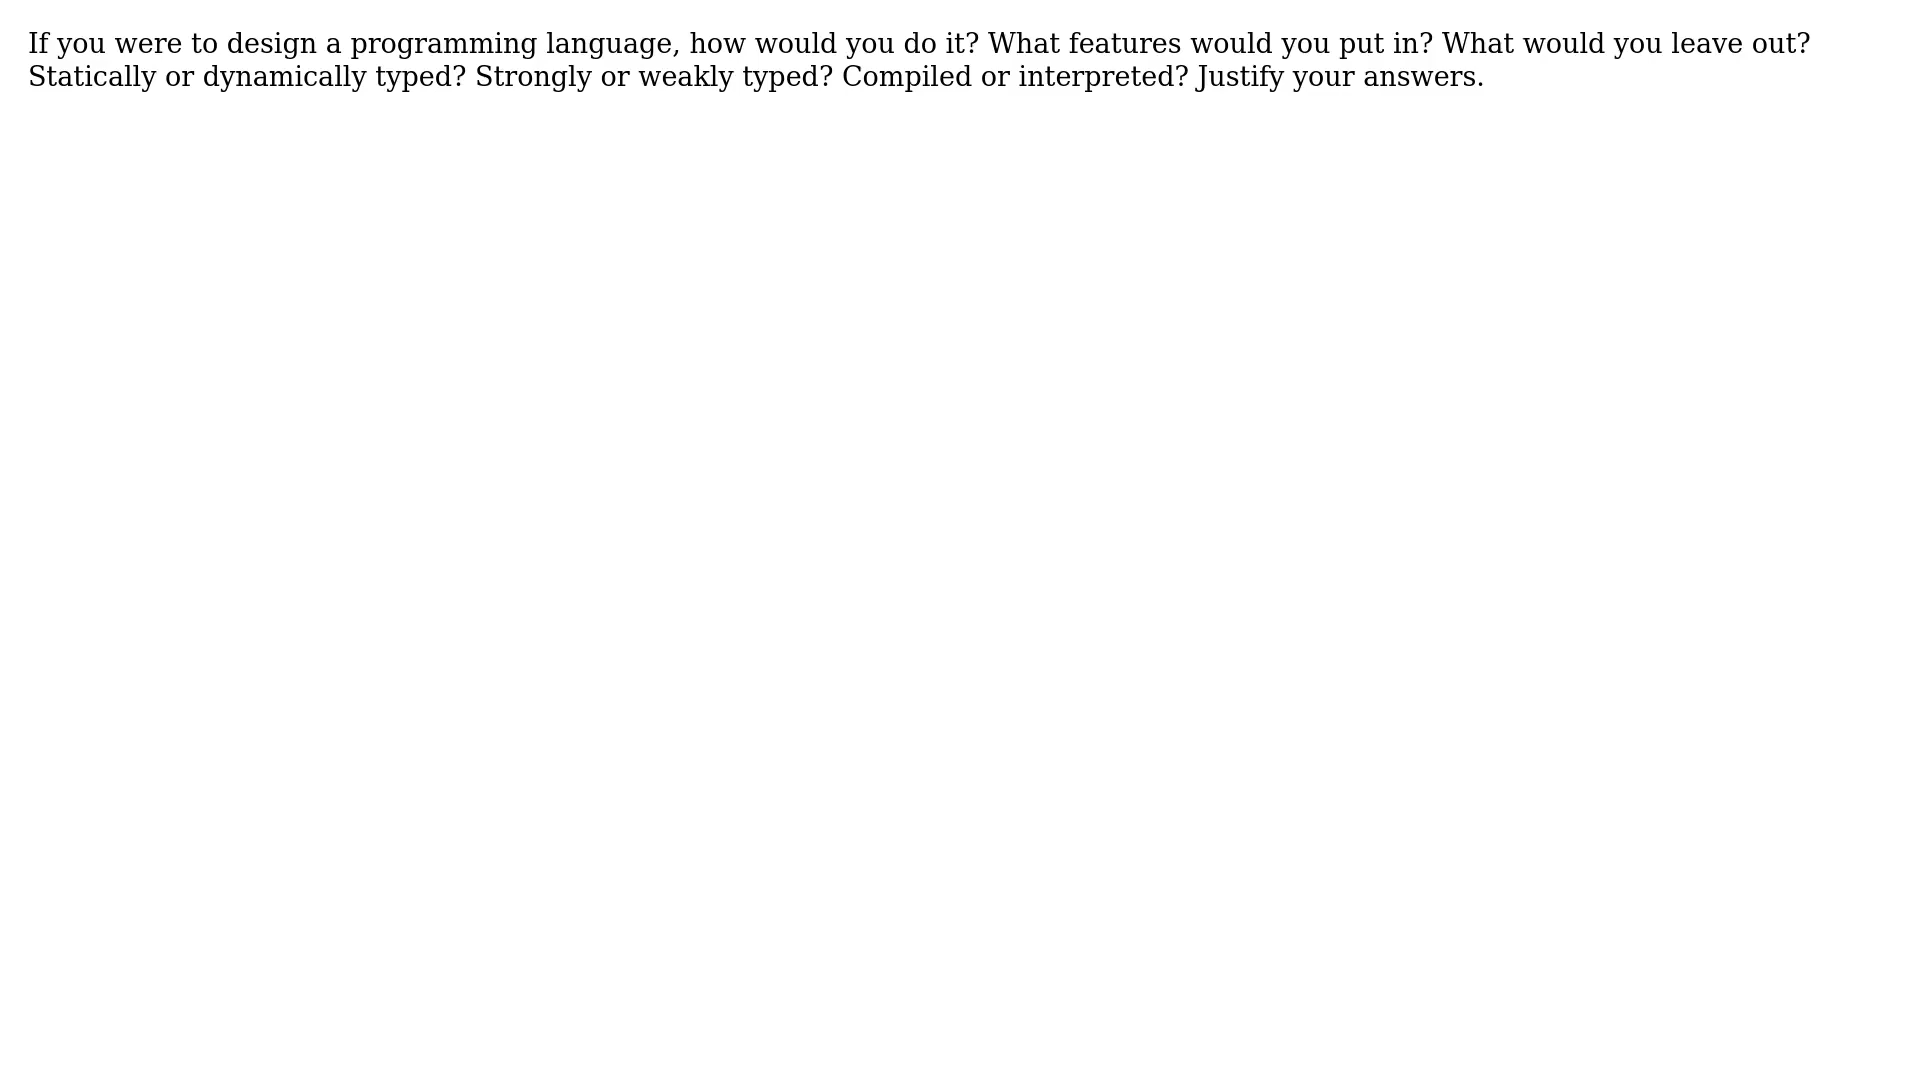 If you were to design a programming language, how would you do it? What features would you put in? What would you leave out?
Statically or dynamically typed? Strongly or weakly typed? Compiled or interpreted? Justify your answers.